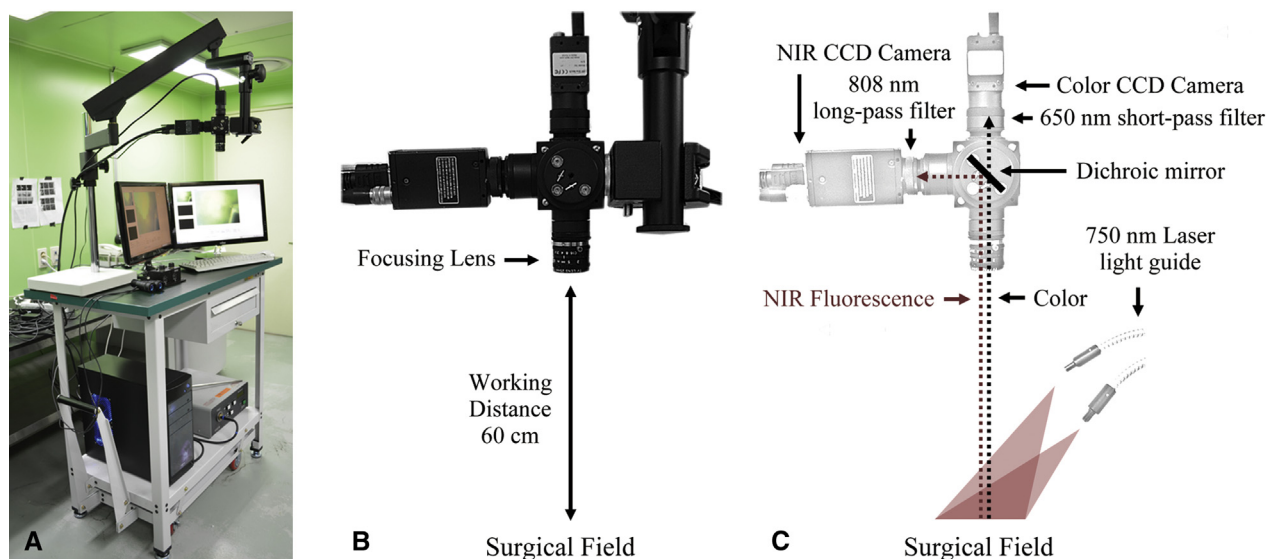 A
B
Focusing Lens
Working
Distance
60 cm
Surgical Field
C
NIR CCD Camera
808 nm
long-pass filter
Color CCD Camera
650 nm short-pass filter
Dichroic mirror
750 nm Laser
light guide
NIR Fluorescence
Color
Surgical Field